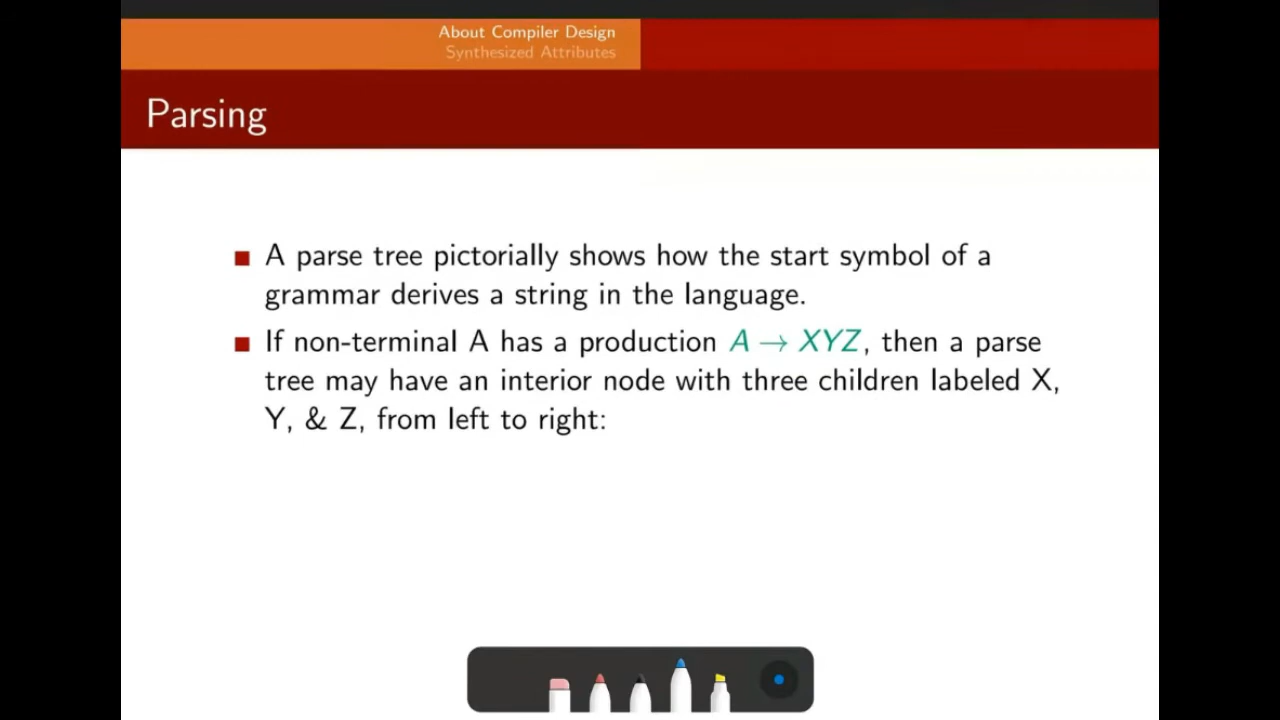 About Compiler Design
Synthesized Attributes
Parsing
A parse tree pictorially shows how the start symbol of a
grammar derives a string in the language.
If non-terminal A has a production A → XYZ, then a parse
tree may have an interior node with three children labeled X,
Y, & Z, from left to right: